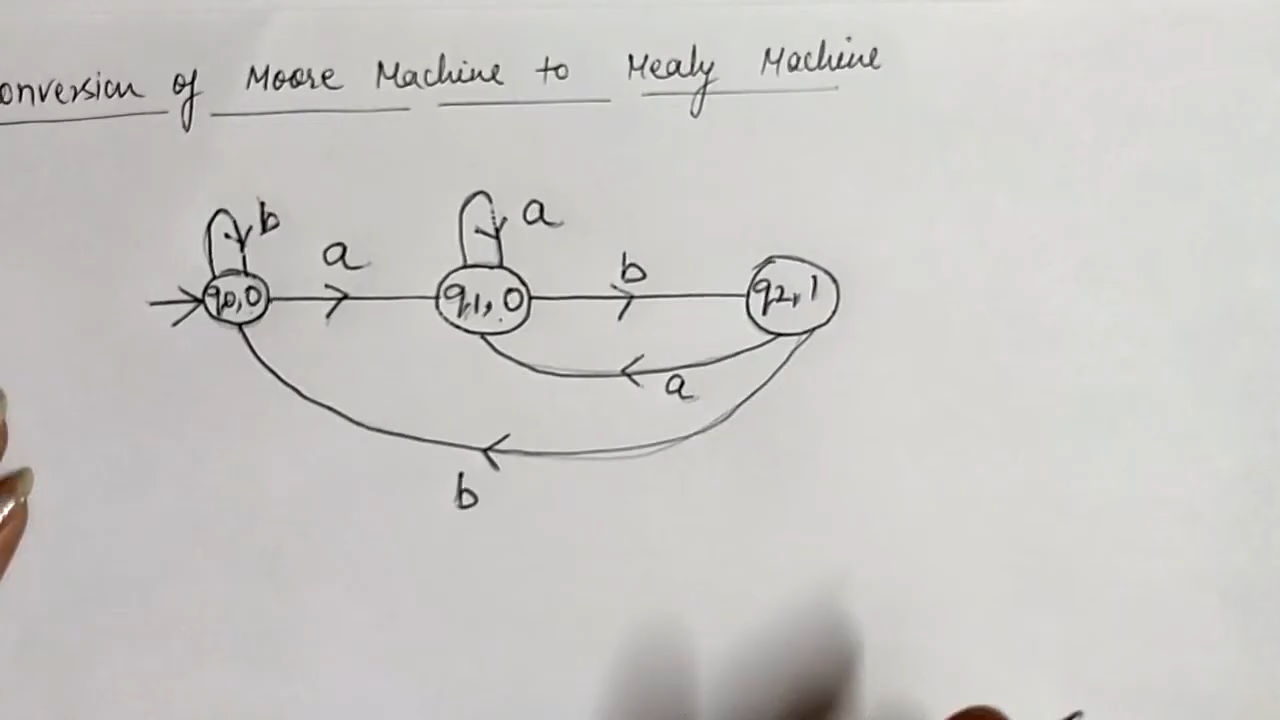 onversion of Moore Machine to Mealy Machine
b a a b
q0,0 q1,0 q2,1
a
b